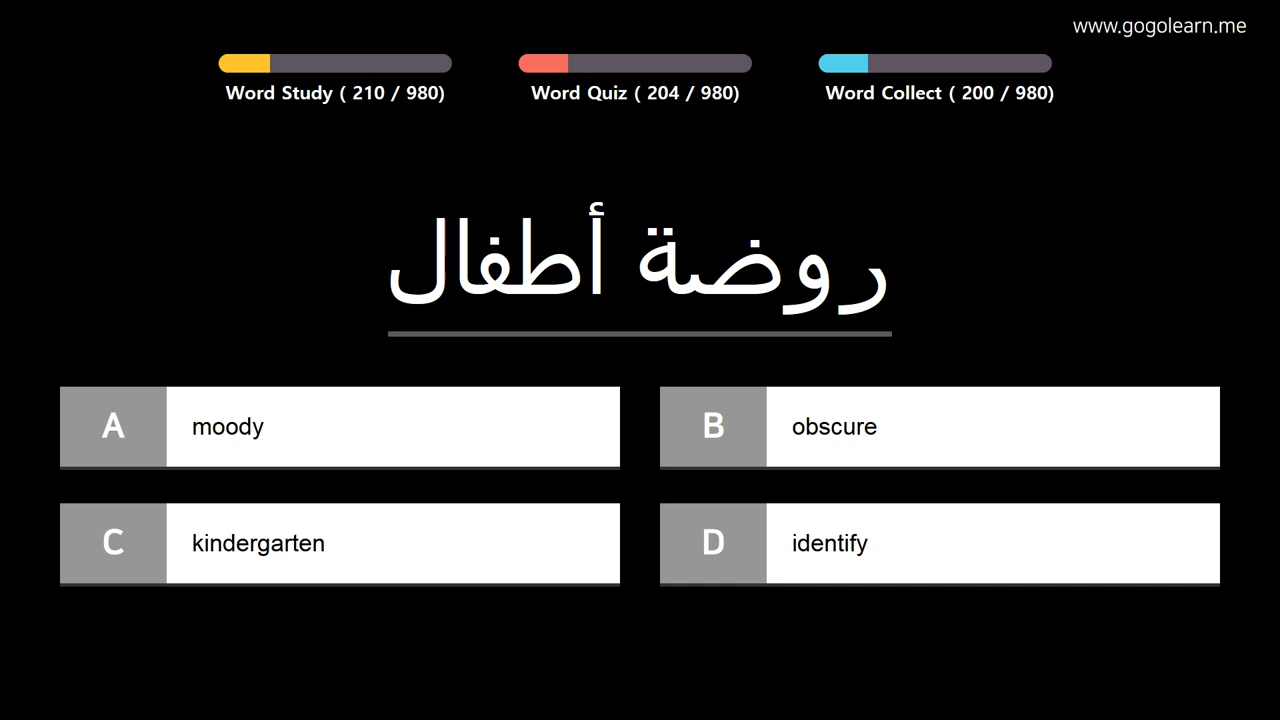 www.gogolearn.me
Word Study ( 210 / 980)
Word Quiz ( 204 / 980)
Word Collect ( 200 / 980)
روضة أطفال
A moody
B obscure
C kindergarten
D identify